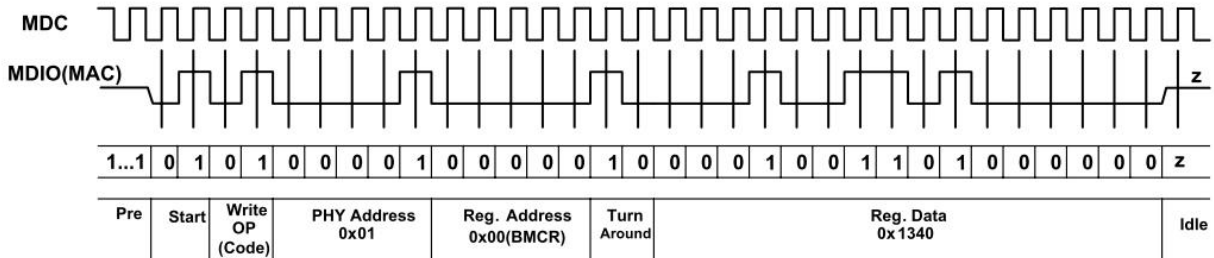 MDC
MDIO(MAC)
z
1...1 0 1 0 1 0 0 0 0 1 0 0 0 0 0 1 0 0 0 0 1 0 0 1 1 0 1 0 0 0 0 0 0 z
Pre
Start
Write
OP
(Code)
PHY Address
0x01
Reg. Address
0x00(BMCR)
Turn
Around
Reg. Data
0x1340
Idle